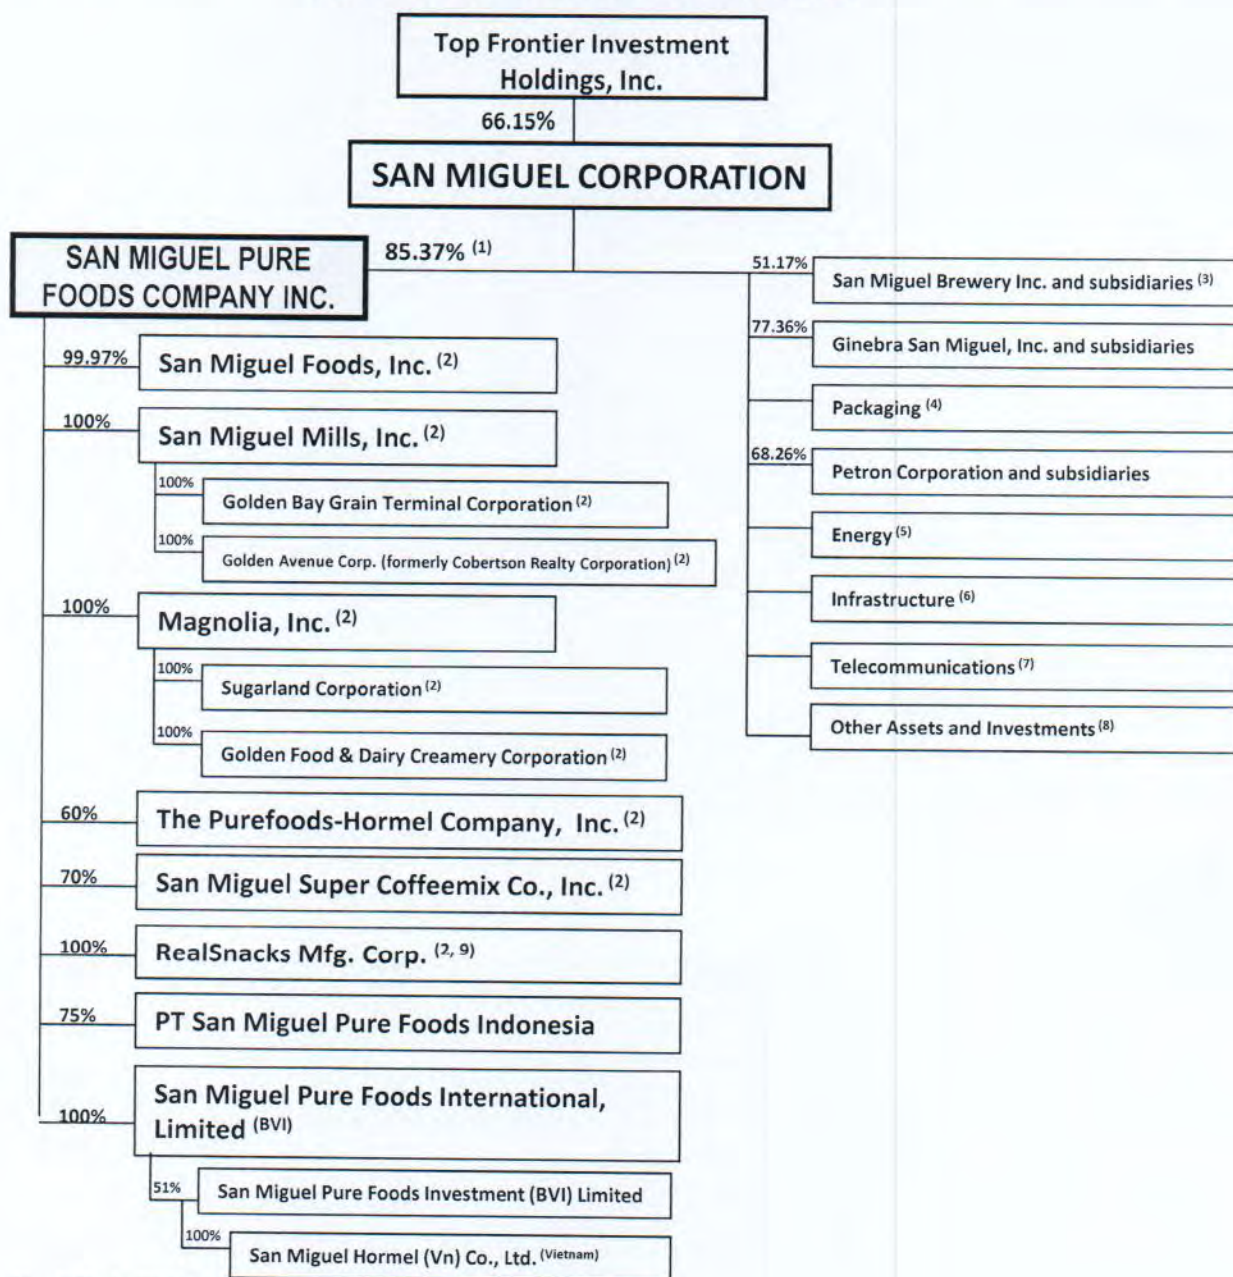 Top Frontier Investment
Holdings, Inc.
66.15%
SAN MIGUEL CORPORATION
SAN MIGUEL PURE
FOODS COMPANY INC.
85.37% (1)
99.97%
San Miguel Foods, Inc. (2)
100%
San Miguel Mills, Inc. (2)
100%
Golden Bay Grain Terminal Corporation (2)
100%
Golden Avenue Corp. (formerly Cobertson Realty Corporation) (2)
100%
Magnolia, Inc. (2)
100%
Sugarland Corporation (2)
100%
Golden Food & Dairy Creamery Corporation (2)
60%
The Purefoods-Hormel Company, Inc. (2)
70%
San Miguel Super Coffeemix Co., Inc. (2)
100%
RealSnacks Mfg. Corp. (2, 9)
75%
PT San Miguel Pure Foods Indonesia
100%
San Miguel Pure Foods International,
Limited (BVI)
51%
San Miguel Pure Foods Investment (BVI) Limited
100%
San Miguel Hormel (Vn) Co., Ltd. (Vietnam)
51.17%
San Miguel Brewery Inc. and subsidiaries (3)
77.36%
Ginebra San Miguel, Inc. and subsidiaries
Packaging (4)
68.26%
Petron Corporation and subsidiaries
Energy (5)
Infrastructure (6)
Telecommunications (7)
Other Assets and Investments (8)